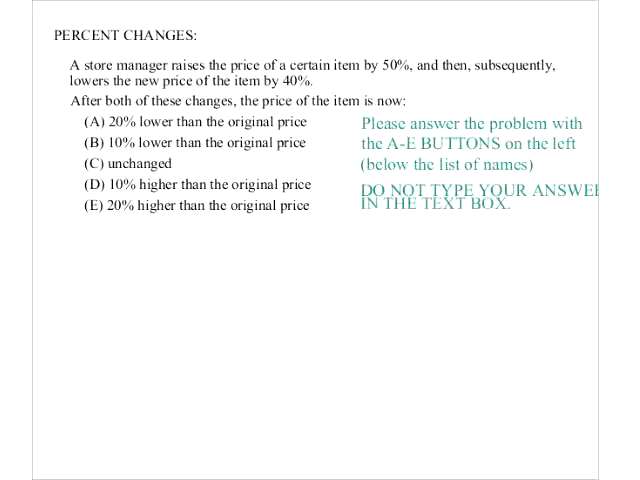 PERCENT CHANGES:
A store manager raises the price of a certain item by 50%, and then, subsequently,
lowers the new price of the item by 40%.
After both of these changes, the price of the item is now:
(A) 20% lower than the original price
(B) 10% lower than the original price
(C) unchanged
(D) 10% higher than the original price
(E) 20% higher than the original price
Please answer the problem with
the A-E BUTTONS on the left
(below the list of names)
DO NOT TYPE YOUR ANSWE
IN THE TEXT BOX.